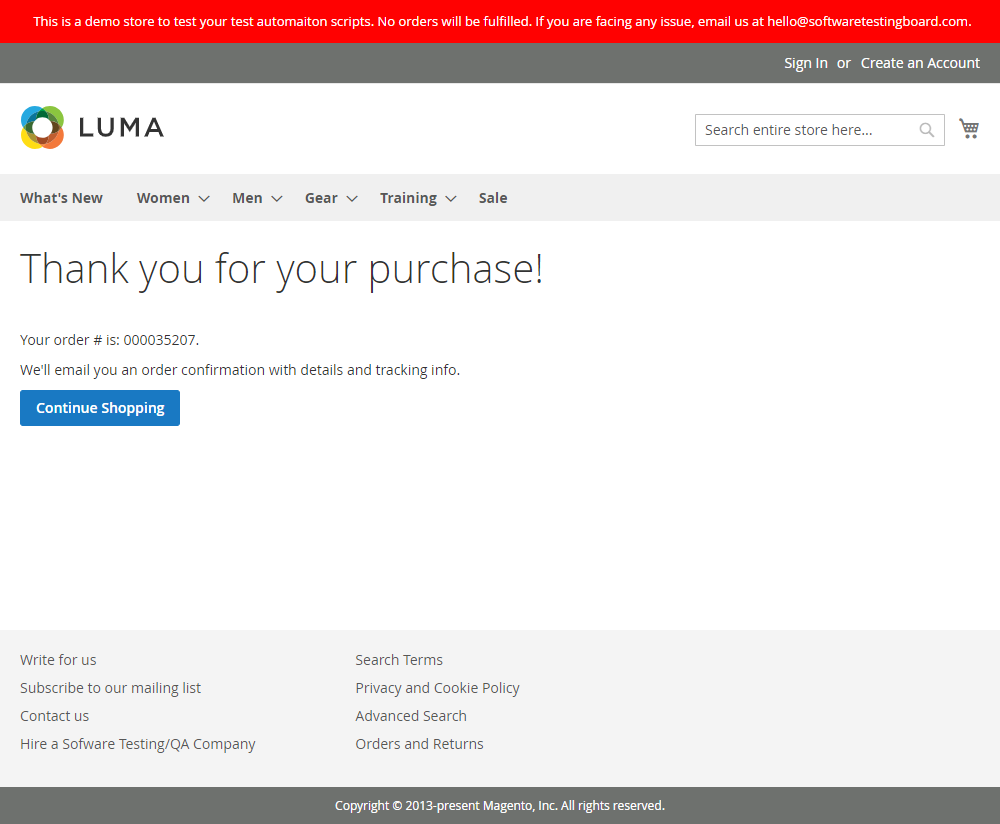 This is a demo store to test your test automaiton scripts. No orders will be fulfilled. If you are facing any issue, email us at hello@softwaretestingboard.com.
Sign In or Create an Account
LUMA
Search entire store here...
What's New Women Men Gear Training Sale
Thank you for your purchase!
Your order # is: 000035207.
We'll email you an order confirmation with details and tracking info.
Continue Shopping
Write for us
Subscribe to our mailing list
Contact us
Hire a Sofware Testing/QA Company
Search Terms
Privacy and Cookie Policy
Advanced Search
Orders and Returns
Copyright © 2013-present Magento, Inc. All rights reserved.